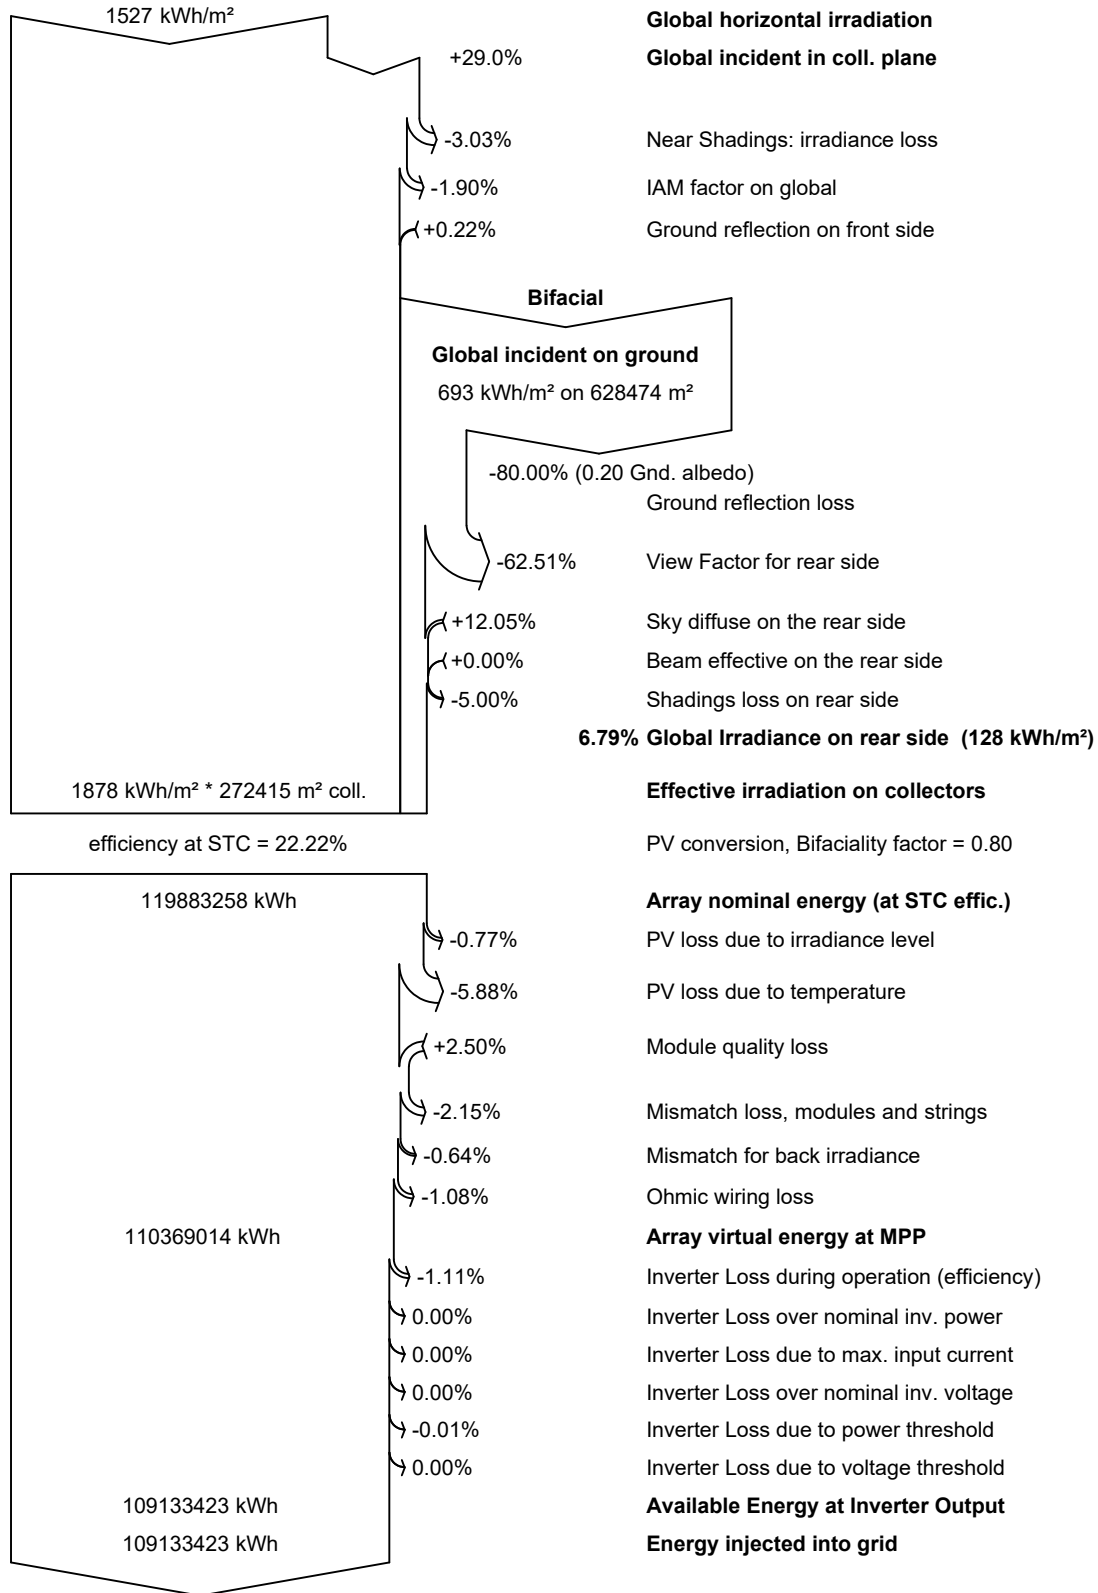 1527 kWh/m² Global horizontal irradiation
+29.0% Global incident in coll. plane
-3.03% Near Shadings: irradiance loss
-1.90% IAM factor on global
+0.22% Ground reflection on front side
Bifacial
Global incident on ground
693 kWh/m² on 628474 m²
-80.00% (0.20 Gnd. albedo)
Ground reflection loss
-62.51% View Factor for rear side
+12.05% Sky diffuse on the rear side
+0.00% Beam effective on the rear side
-5.00% Shadings loss on rear side
6.79% Global Irradiance on rear side (128 kWh/m²)
1878 kWh/m² * 272415 m² coll. Effective irradiation on collectors
efficiency at STC = 22.22% PV conversion, Bifaciality factor = 0.80
119883258 kWh Array nominal energy (at STC effic.)
-0.77% PV loss due to irradiance level
-5.88% PV loss due to temperature
+2.50% Module quality loss
-2.15% Mismatch loss, modules and strings
-0.64% Mismatch for back irradiance
-1.08% Ohmic wiring loss
110369014 kWh Array virtual energy at MPP
-1.11% Inverter Loss during operation (efficiency)
0.00% Inverter Loss over nominal inv. power
0.00% Inverter Loss due to max. input current
0.00% Inverter Loss over nominal inv. voltage
-0.01% Inverter Loss due to power threshold
0.00% Inverter Loss due to voltage threshold
109133423 kWh Available Energy at Inverter Output
109133423 kWh Energy injected into grid